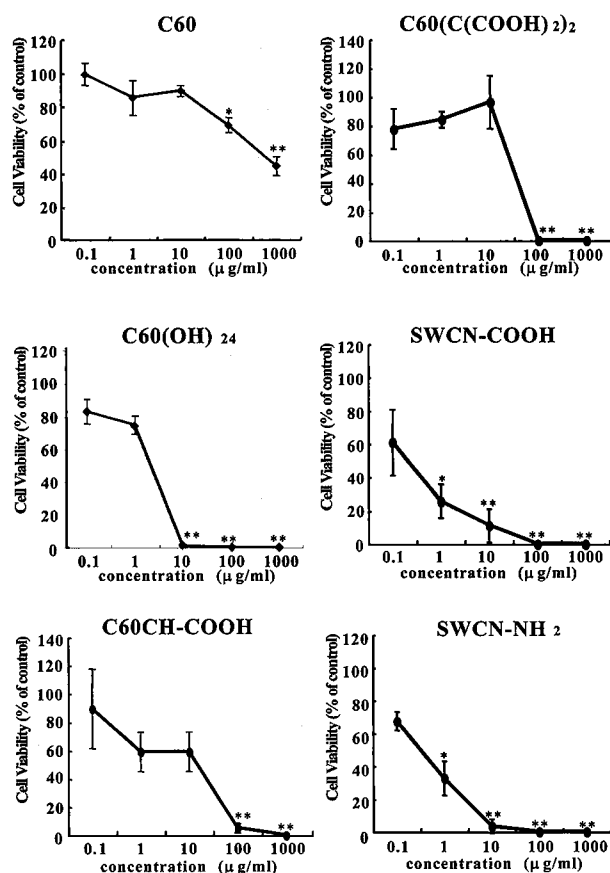 C60
Cell Viability (% of control)
120
100
80
60
40
20
0
*
**
0.1 1 10 100 1000
concentration (μg/ml)
C60(C(COOH)2)2
Cell Viability (% of control)
140
120
100
80
60
40
20
0
** **
0.1 1 10 100 1000
concentration (μg/ml)
C60(OH) 24
Cell Viability (% of control)
120
100
80
60
40
20
0
** ** **
0.1 1 10 100 1000
concentration (μg/ml)
SWCN-COOH
Cell Viability (% of control)
120
100
80
60
40
20
0
*
**
** **
0.1 1 10 100 1000
concentration (μg/ml)
C60CH-COOH
Cell Viability (% of control)
140
120
100
80
60
40
20
0
** **
0.1 1 10 100 1000
concentration (μg/ml)
SWCN-NH 2
Cell Viability (% of control)
120
100
80
60
40
20
0
*
**
** **
0.1 1 10 100 1000
concentration (μg/ml)